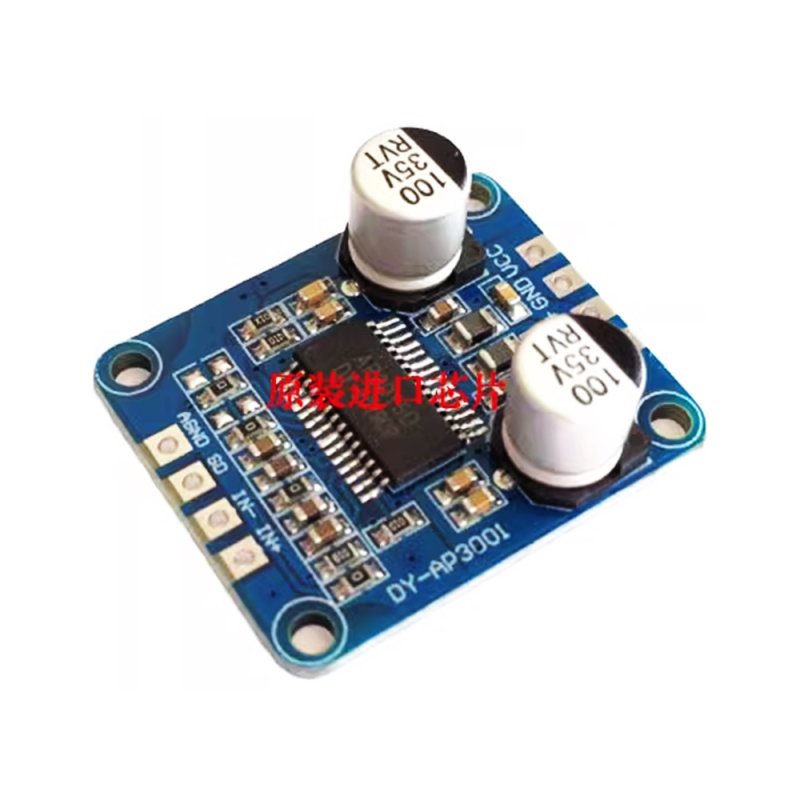 100
35V
RVT
VCC
GND
100
35V
RVT
原装进口芯片
AGND
SD
IN-
IN+
DY-AP3001